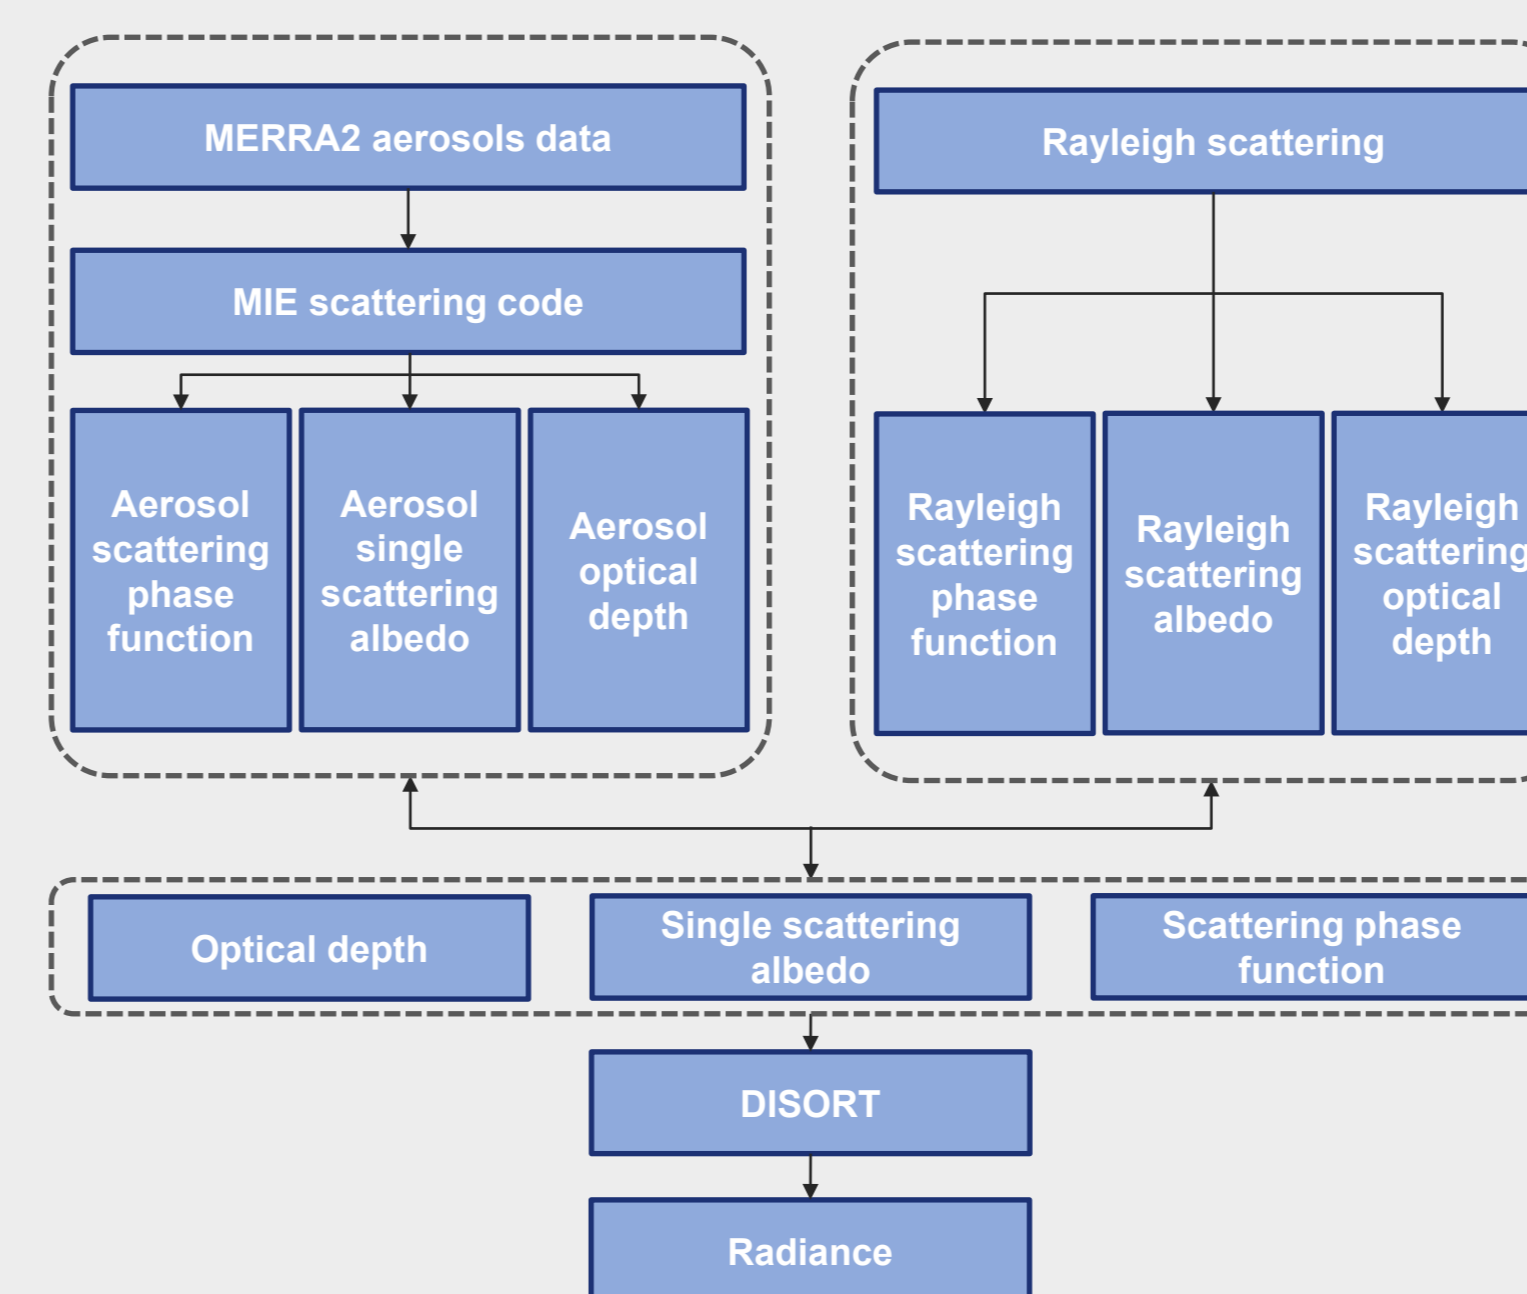 MERRA2 aerosols data
Rayleigh scattering
MIE scattering code
Aerosol
scattering
phase
function
Aerosol
single
scattering
albedo
Aerosol
optical
depth
Rayleigh
scattering
phase
function
Rayleigh
scattering
albedo
Rayleigh
scattering
optical
depth
Optical depth
Single scattering
albedo
Scattering phase
function
DISORT
Radiance